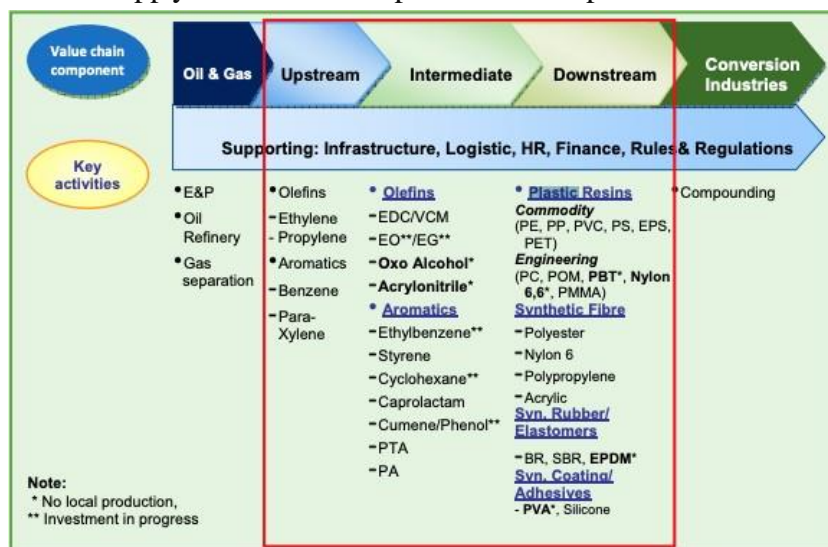 Value chain
component
Oil & Gas
Upstream
Intermediate
Downstream
Conversion
Industries
Supporting: Infrastructure, Logistic, HR, Finance, Rules& Regulations
Key
activities
•E&P
•Oil
Refinery
•Gas
separation
•Olefins
-Ethylene
- Propylene
•Aromatics
-Benzene
-Para-
Xylene
• Olefins
-EDC/VCM
-EO**/EG**
-Oxo Alcohol*
-Acrylonitrile*
• Aromatics
-Ethylbenzene**
-Styrene
-Cyclohexane**
-Caprolactam
-Cumene/Phenol**
-PTA
-PA
• Plastic Resins
Commodity
(PE, PP, PVC, PS, EPS,
PET)
Engineering
(PC, POM, PBT*, Nylon
6,6*, PMMA)
Synthetic Fibre
-Polyester
-Nylon 6
-Polypropylene
-Acrylic
Syn. Rubber/
Elastomers
-BR, SBR, EPDM*
Syn. Coating/
Adhesives
- PVA*, Silicone
•Compounding
Note:
* No local production,
** Investment in progress